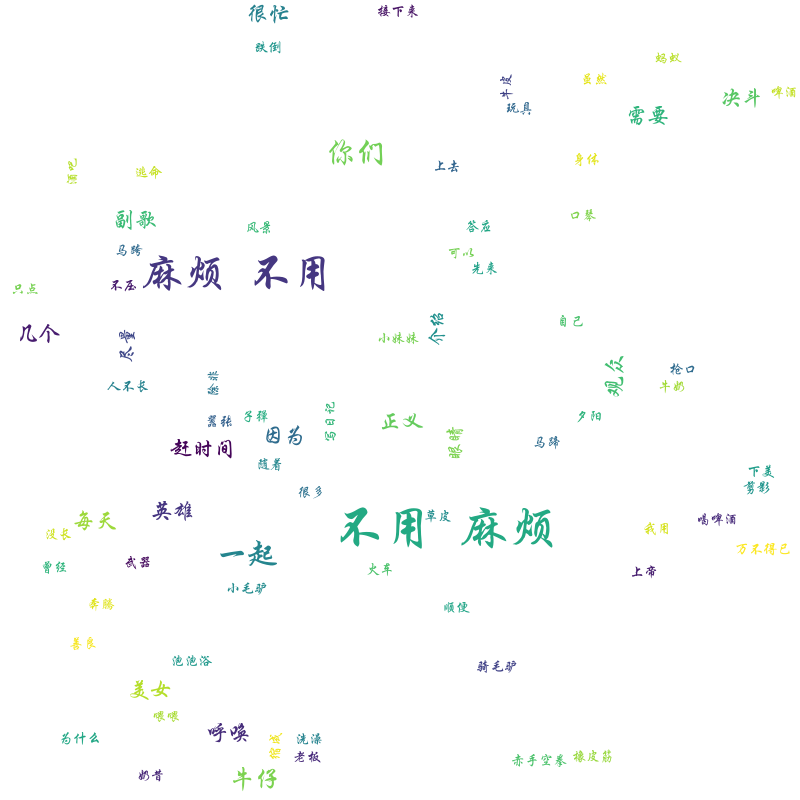 很忙
接下来
跌倒
蚂蚁
虽然
牛皮
决斗
啤酒
玩具
需要
你们
身体
上去
酒吧
逃命
副歌
口琴
风景
答应
马跨
可以
先来
麻烦 不用
不压
只点
介绍
自己
几个
尽量
小妹妹
观众
枪口
人不长
牛奶
嚣张
子弹
写日记
正义
夕阳
因为
赶时间
眼睛
马蹄
随着
下美
剪影
很多
英雄
每天
不用 麻烦
草皮
喝啤酒
没长
我用
一起
万不得已
曾经
武器
火车
上帝
小毛驴
奔腾
顺便
善良
泡泡浴
骑毛驴
美女
喂喂
呼唤
为什么
洗澡
老板
赤手空拳
橡皮筋
奶昔
牛仔